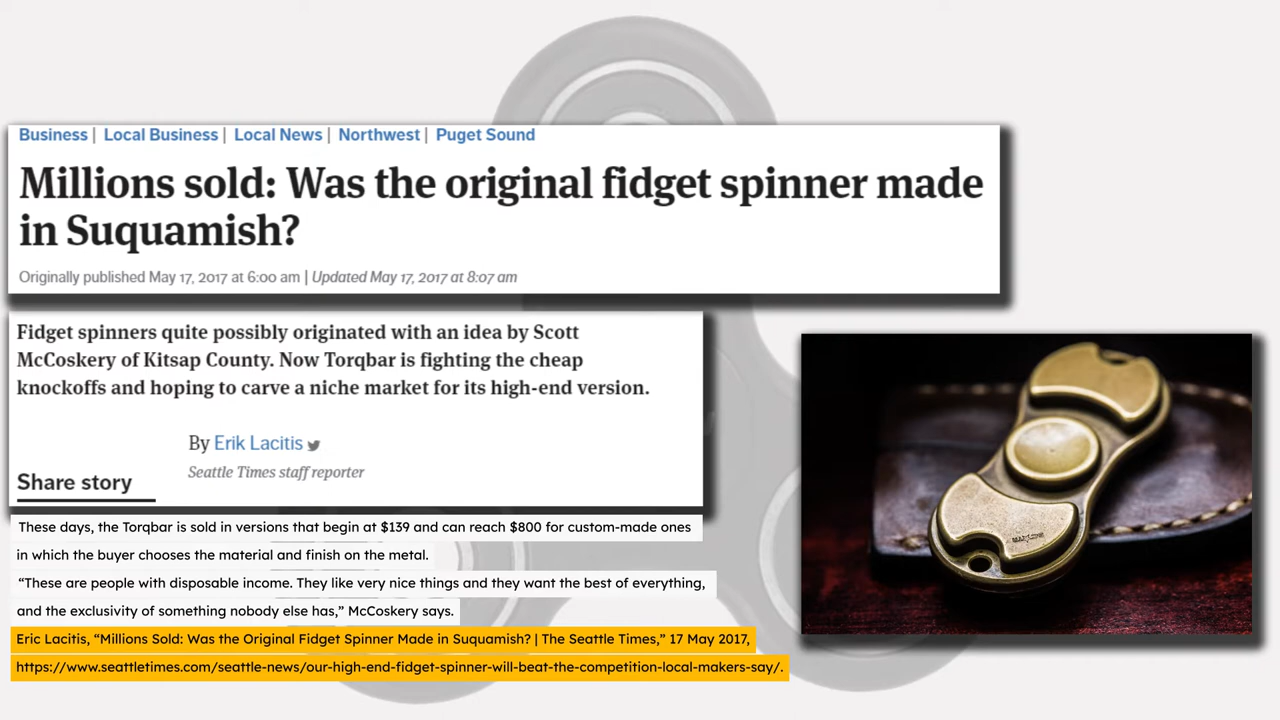 Business | Local Business | Local News | Northwest | Puget Sound
Millions sold: Was the original fidget spinner made
in Suquamish?
Originally published May 17, 2017 at 6:00 am | Updated May 17, 2017 at 8:07 am
Fidget spinners quite possibly originated with an idea by Scott
McCoskery of Kitsap County. Now Torqbar is fighting the cheap
knockoffs and hoping to carve a niche market for its high-end version.
By Erik Lacitis
Seattle Times staff reporter
Share story
These days, the Torqbar is sold in versions that begin at $139 and can reach $800 for custom-made ones
in which the buyer chooses the material and finish on the metal.
“These are people with disposable income. They like very nice things and they want the best of everything,
and the exclusivity of something nobody else has,” McCoskery says.
Eric Lacitis, “Millions Sold: Was the Original Fidget Spinner Made in Suquamish? | The Seattle Times,” 17 May 2017,
https://www.seattletimes.com/seattle-news/our-high-end-fidget-spinner-will-beat-the-competition-local-makers-say/.